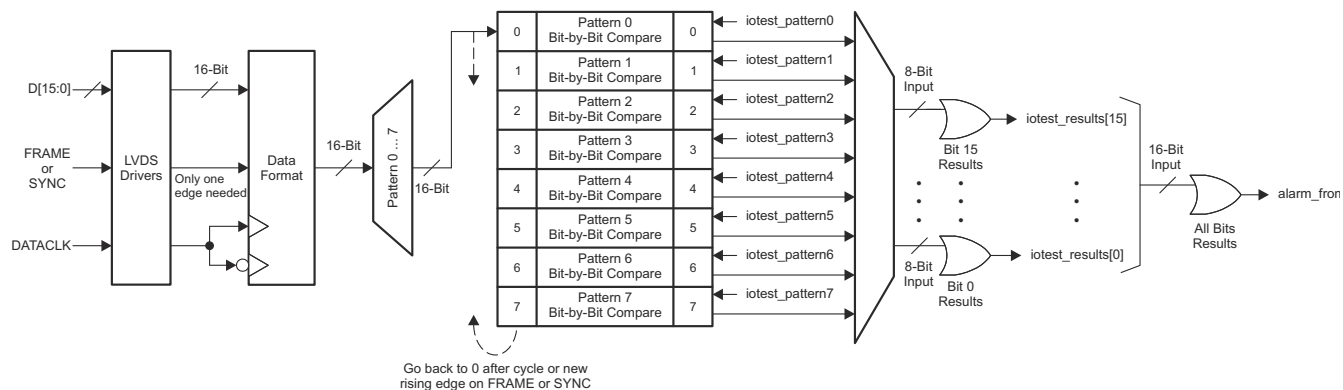 D[15:0]
FRAME
or
SYNC
DATACLK
LVDS
Drivers
16-Bit
Only one
edge needed
Data
Format
16-Bit
Pattern 0 ... 7
16-Bit
0 Pattern 0 Bit-by-Bit Compare 0
1 Pattern 1 Bit-by-Bit Compare 1
2 Pattern 2 Bit-by-Bit Compare 2
3 Pattern 3 Bit-by-Bit Compare 3
4 Pattern 4 Bit-by-Bit Compare 4
5 Pattern 5 Bit-by-Bit Compare 5
6 Pattern 6 Bit-by-Bit Compare 6
7 Pattern 7 Bit-by-Bit Compare 7
Go back to 0 after cycle or new
rising edge on FRAME or SYNC
iotest_pattern0
iotest_pattern1
iotest_pattern2
iotest_pattern3
iotest_pattern4
iotest_pattern5
iotest_pattern6
iotest_pattern7
8-Bit
Input
Bit 15
Results
iotest_results[15]
8-Bit
Input
Bit 0
Results
iotest_results[0]
16-Bit
Input
All Bits
Results
alarm_from